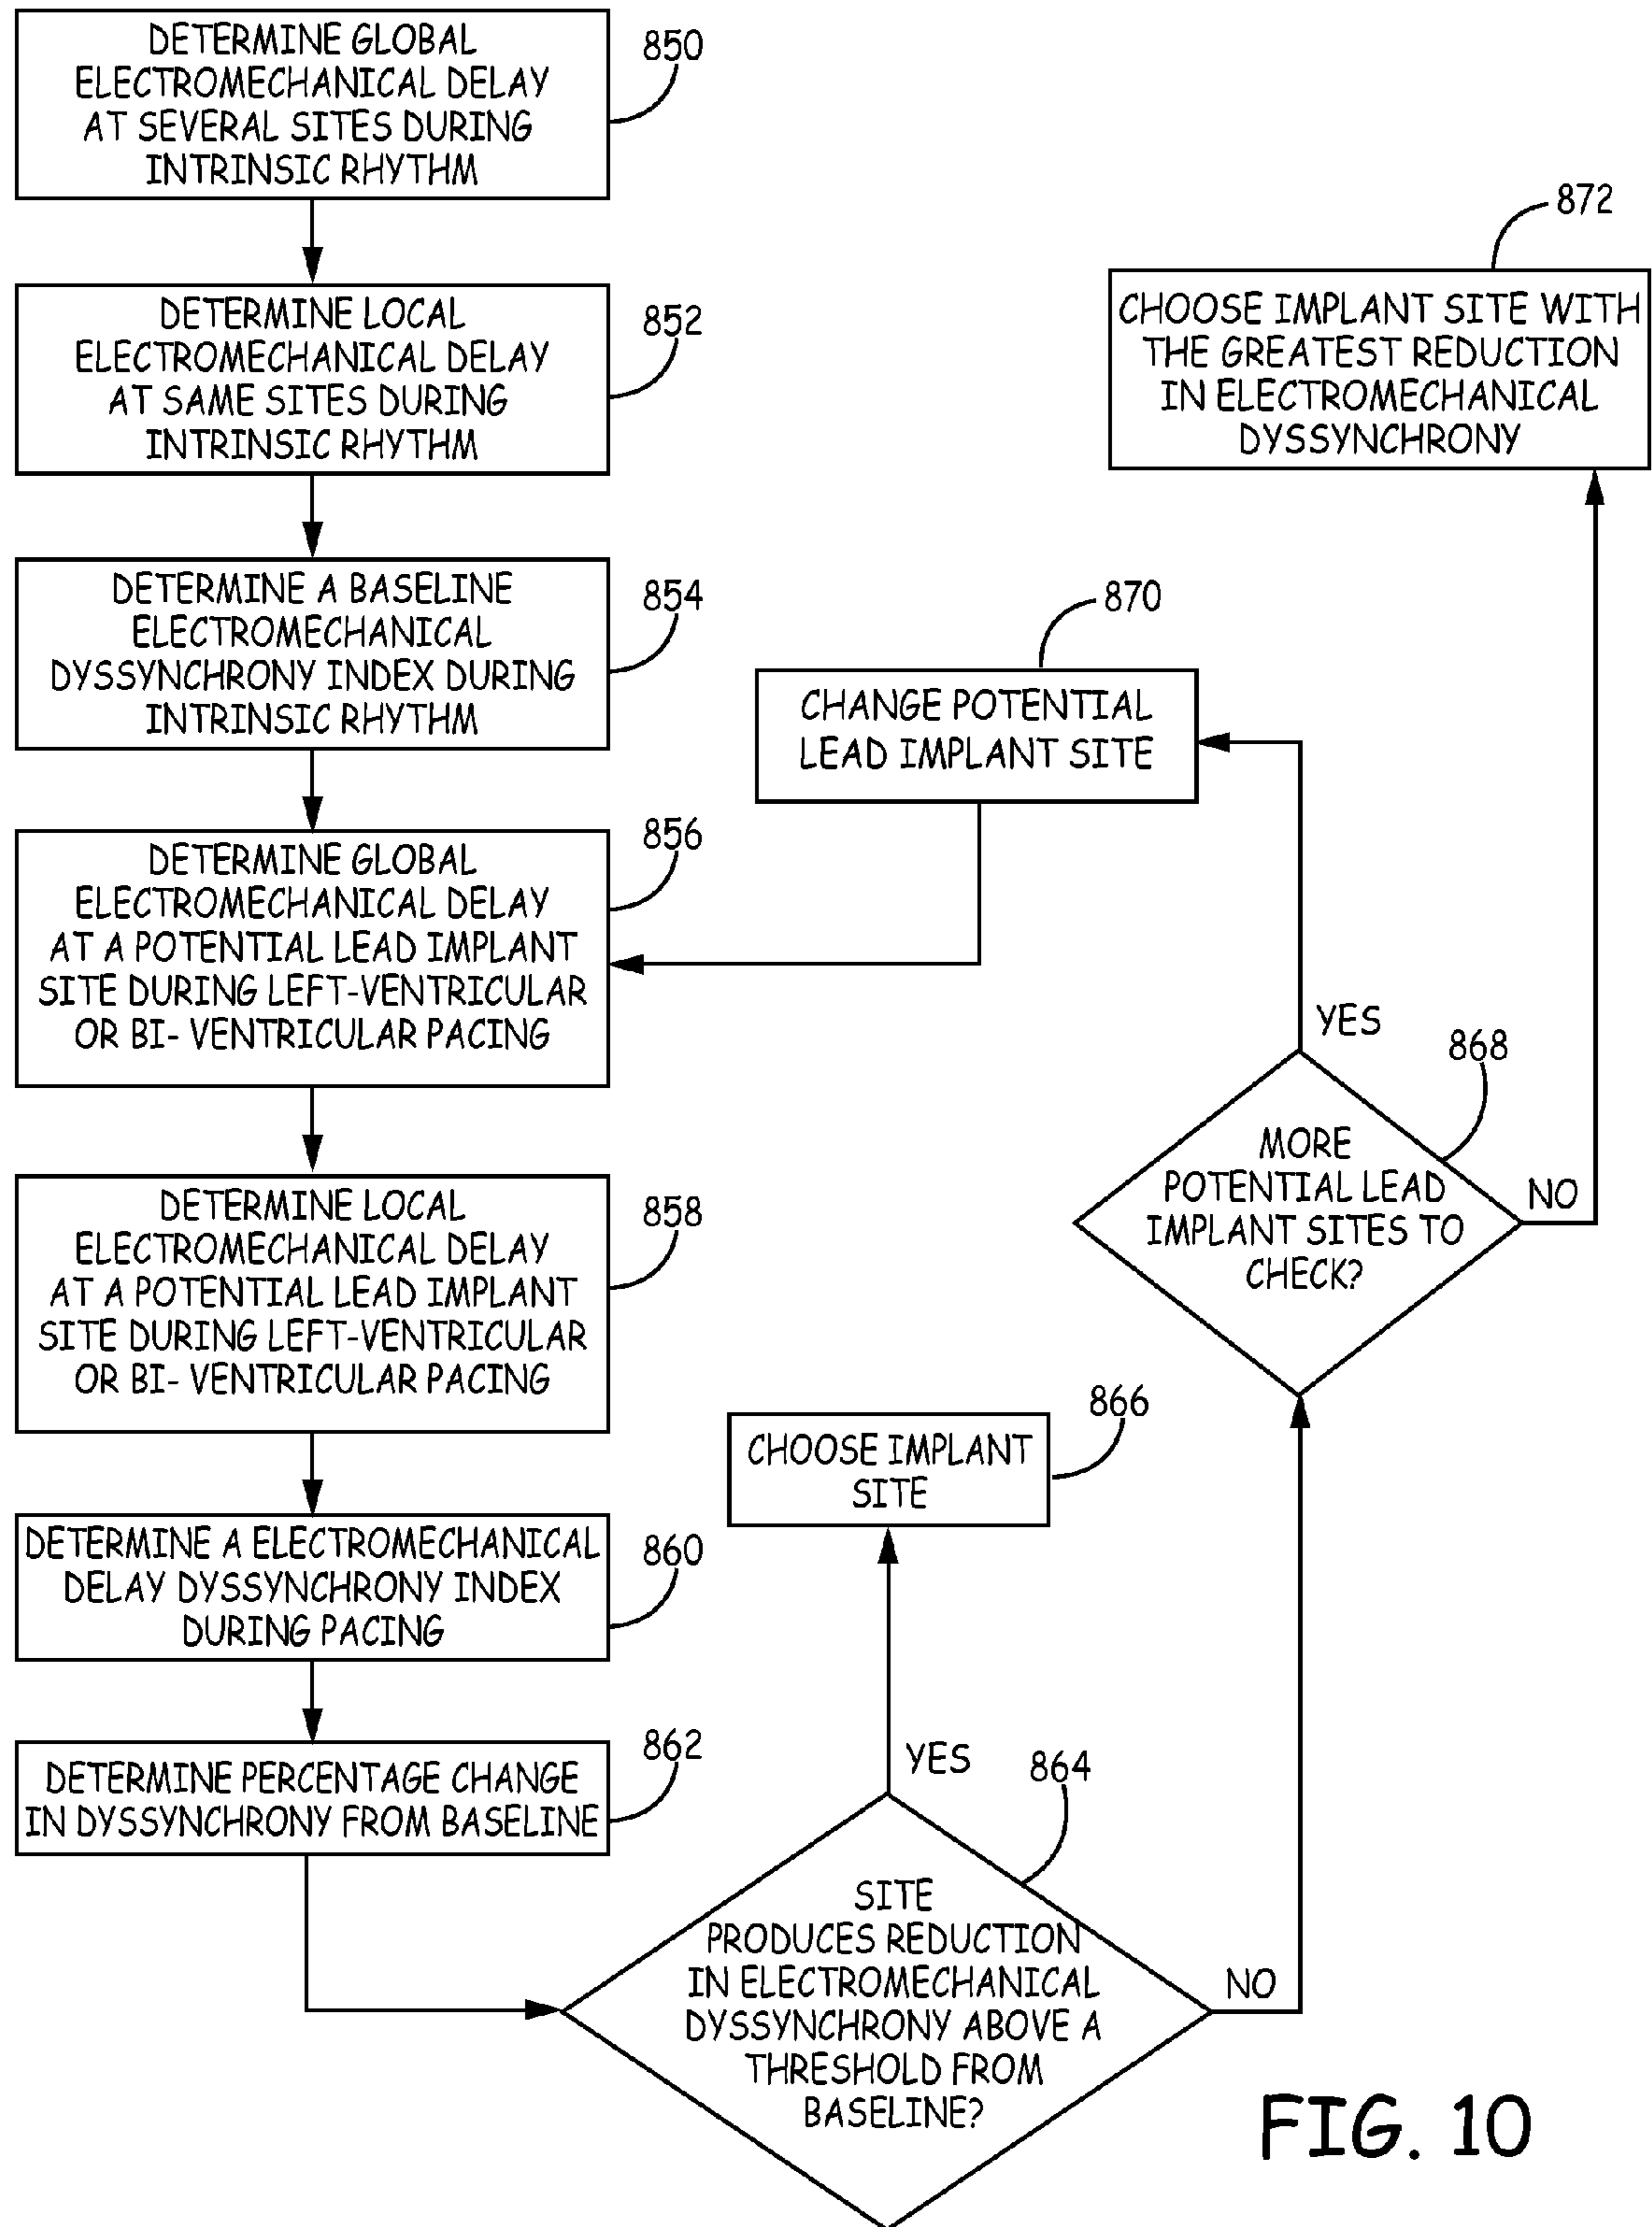 DETERMINE GLOBAL
ELECTROMECHANICAL DELAY
AT SEVERAL SITES DURING
INTRINSIC RHYTHM
850
DETERMINE LOCAL
ELECTROMECHANICAL DELAY
AT SAME SITES DURING
INTRINSIC RHYTHM
852
DETERMINE A BASELINE
ELECTROMECHANICAL
DYSSYNCHRONY INDEX DURING
INTRINSIC RHYTHM
854
DETERMINE GLOBAL
ELECTROMECHANICAL DELAY
AT A POTENTIAL LEAD IMPLANT
SITE DURING LEFT-VENTRICULAR
OR BI- VENTRICULAR PACING
856
DETERMINE LOCAL
ELECTROMECHANICAL DELAY
AT A POTENTIAL LEAD IMPLANT
SITE DURING LEFT-VENTRICULAR
OR BI- VENTRICULAR PACING
858
DETERMINE A ELECTROMECHANICAL
DELAY DYSSYNCHRONY INDEX
DURING PACING
860
DETERMINE PERCENTAGE CHANGE
IN DYSSYNCHRONY FROM BASELINE
862
SITE
PRODUCES REDUCTION
IN ELECTROMECHANICAL
DYSSYNCHRONY ABOVE A
THRESHOLD FROM
BASELINE?
864
YES
NO
CHOOSE IMPLANT
SITE
866
MORE
POTENTIAL LEAD
IMPLANT SITES TO
CHECK?
868
YES
NO
CHANGE POTENTIAL
LEAD IMPLANT SITE
870
CHOOSE IMPLANT SITE WITH
THE GREATEST REDUCTION
IN ELECTROMECHANICAL
DYSSYNCHRONY
872
FIG. 10